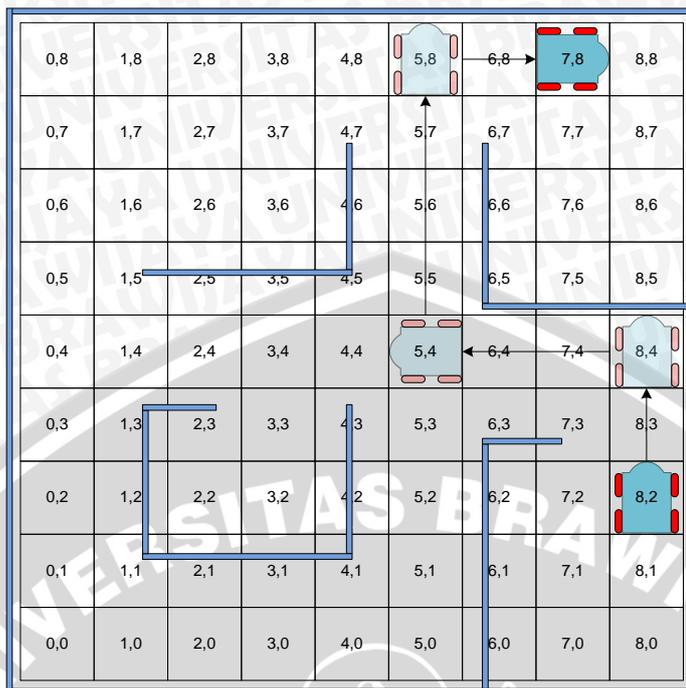 0,8 1,8 2,8 3,8 4,8 5,8 6,8 7,8 8,8
0,7 1,7 2,7 3,7 4,7 5,7 6,7 7,7 8,7
0,6 1,6 2,6 3,6 4,6 5,6 6,6 7,6 8,6
0,5 1,5 2,5 3,5 4,5 5,5 6,5 7,5 8,5
0,4 1,4 2,4 3,4 4,4 5,4 6,4 7,4 8,4
0,3 1,3 2,3 3,3 4,3 5,3 6,3 7,3 8,3
0,2 1,2 2,2 3,2 4,2 5,2 6,2 7,2 8,2
VERSITAS BRAW
0,1 1,1 2,1 3,1 4,1 5,1 6,1 7,1 8,1
0,0 1,0 2,0 3,0 4,0 5,0 6,0 7,0 8,0